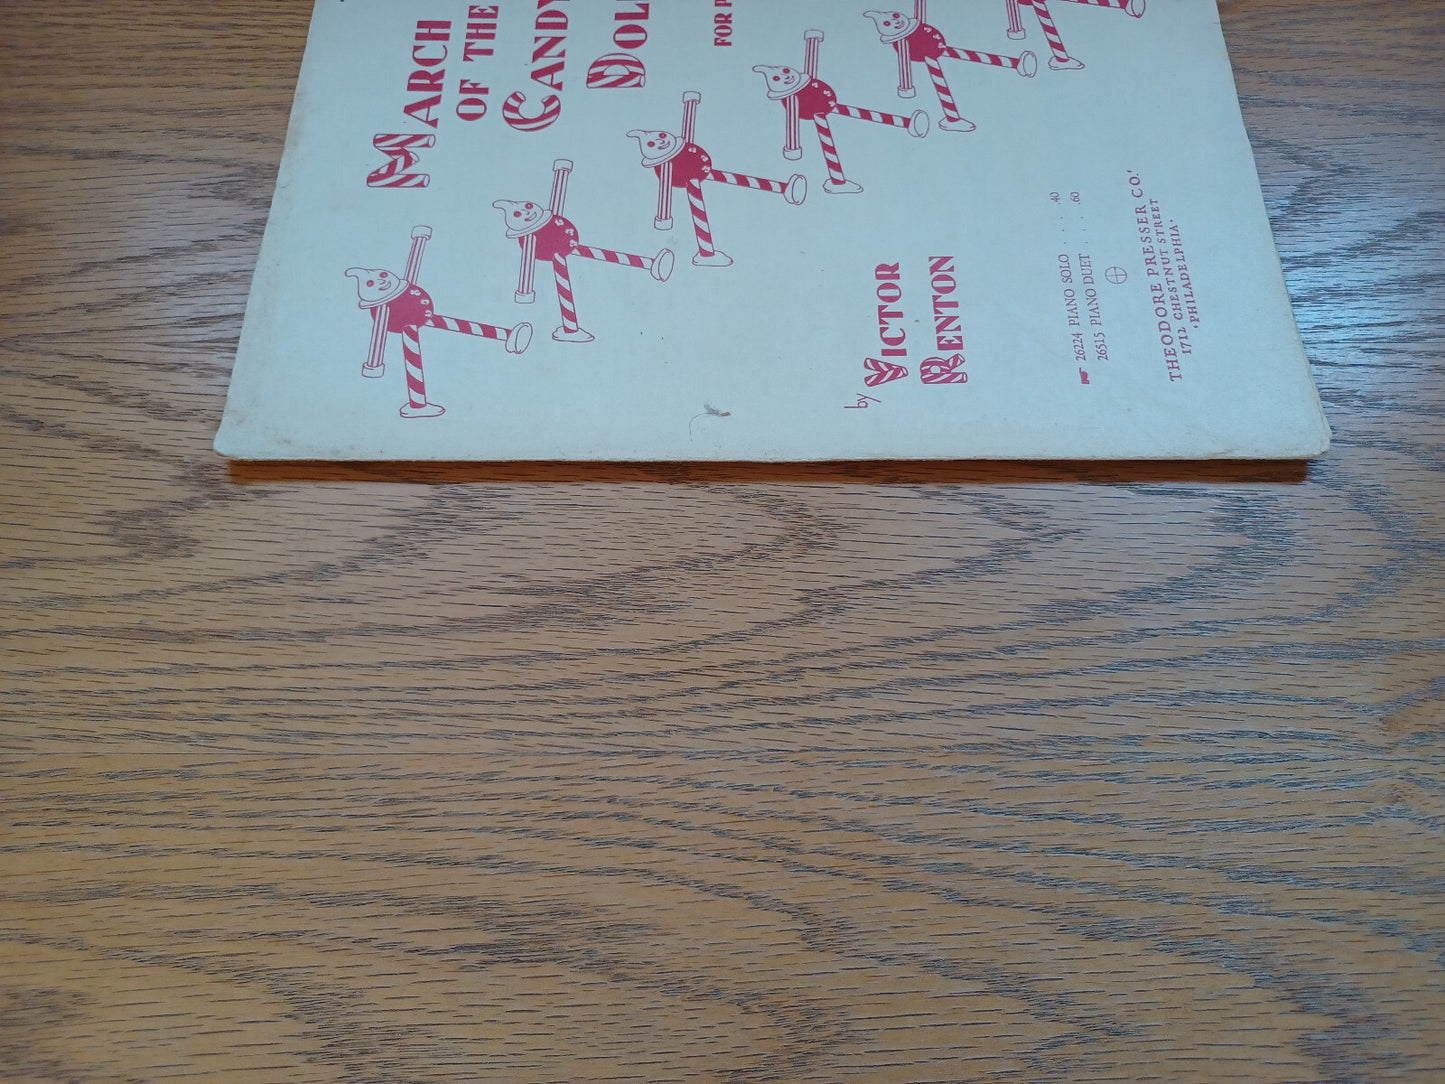 MARCH
OF THE
CANDY
FOR
by VICTOR
RENTON
☛ 26224 PIANO SOLO . . . . .40
26515 PIANO DUET . . . . .60
THEODORE PRESSER CO.
1712 CHESTNUT STREET
PHILADELPHIA